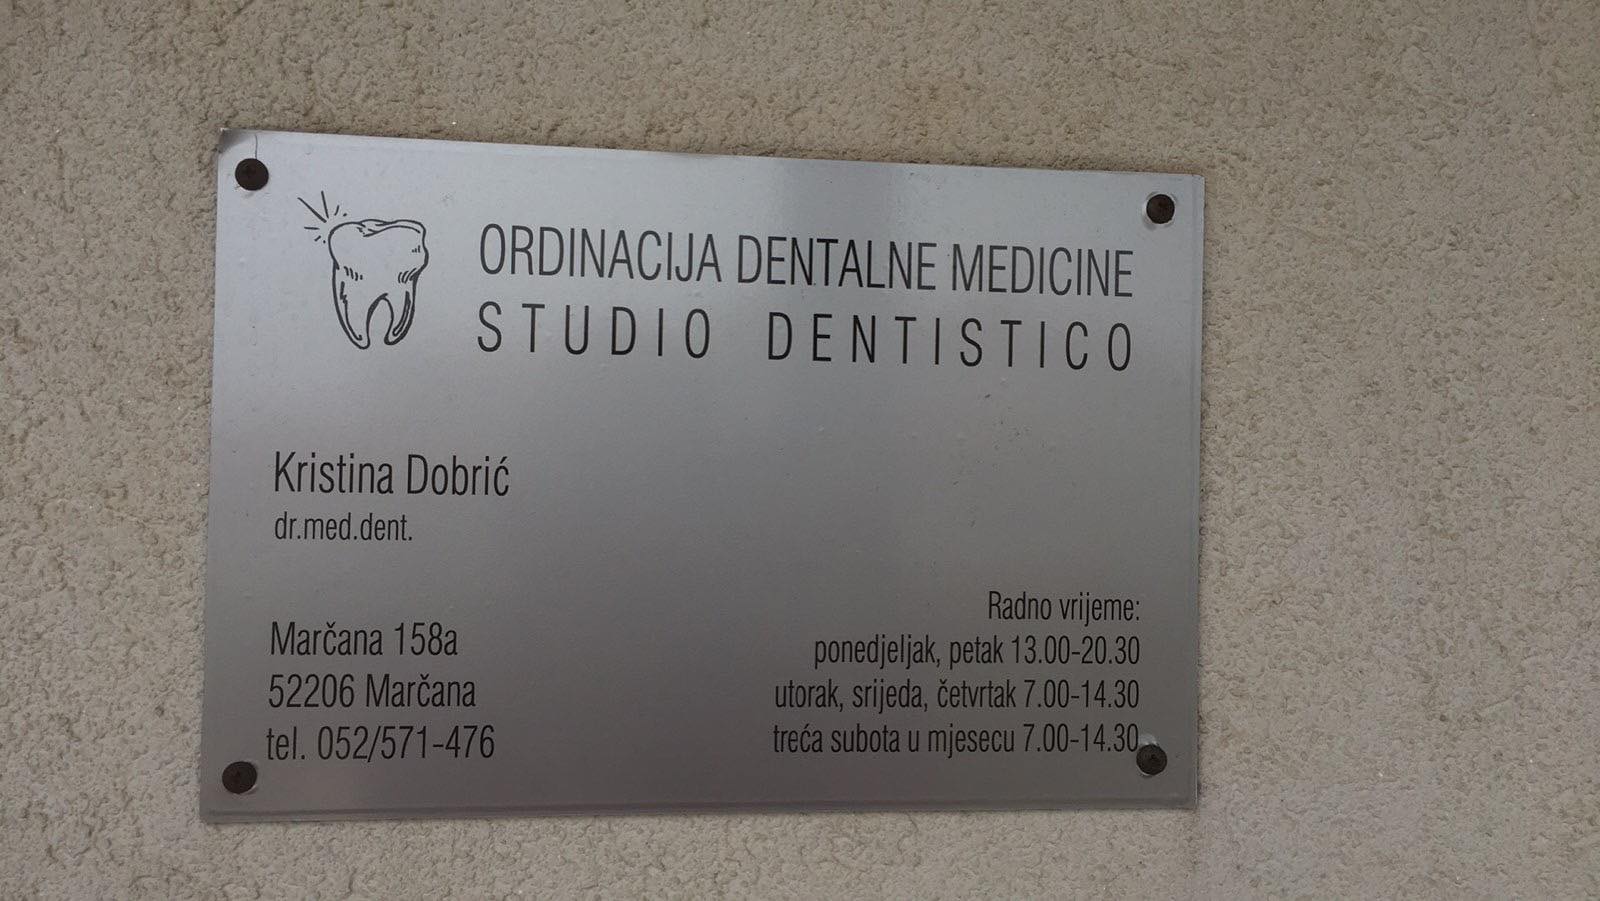 ORDINACIJA DENTALNE MEDICINE
STUDIO DENTISTICO
Kristina Dobrić
dr.med.dent.
Marčana 158a
52206 Marčana
tel. 052/571-476
Radno vrijeme:
ponedjeljak, petak 13.00-20.30
utorak, srijeda, četvrtak 7.00-14.30
treća subota u mjesecu 7.00-14.30